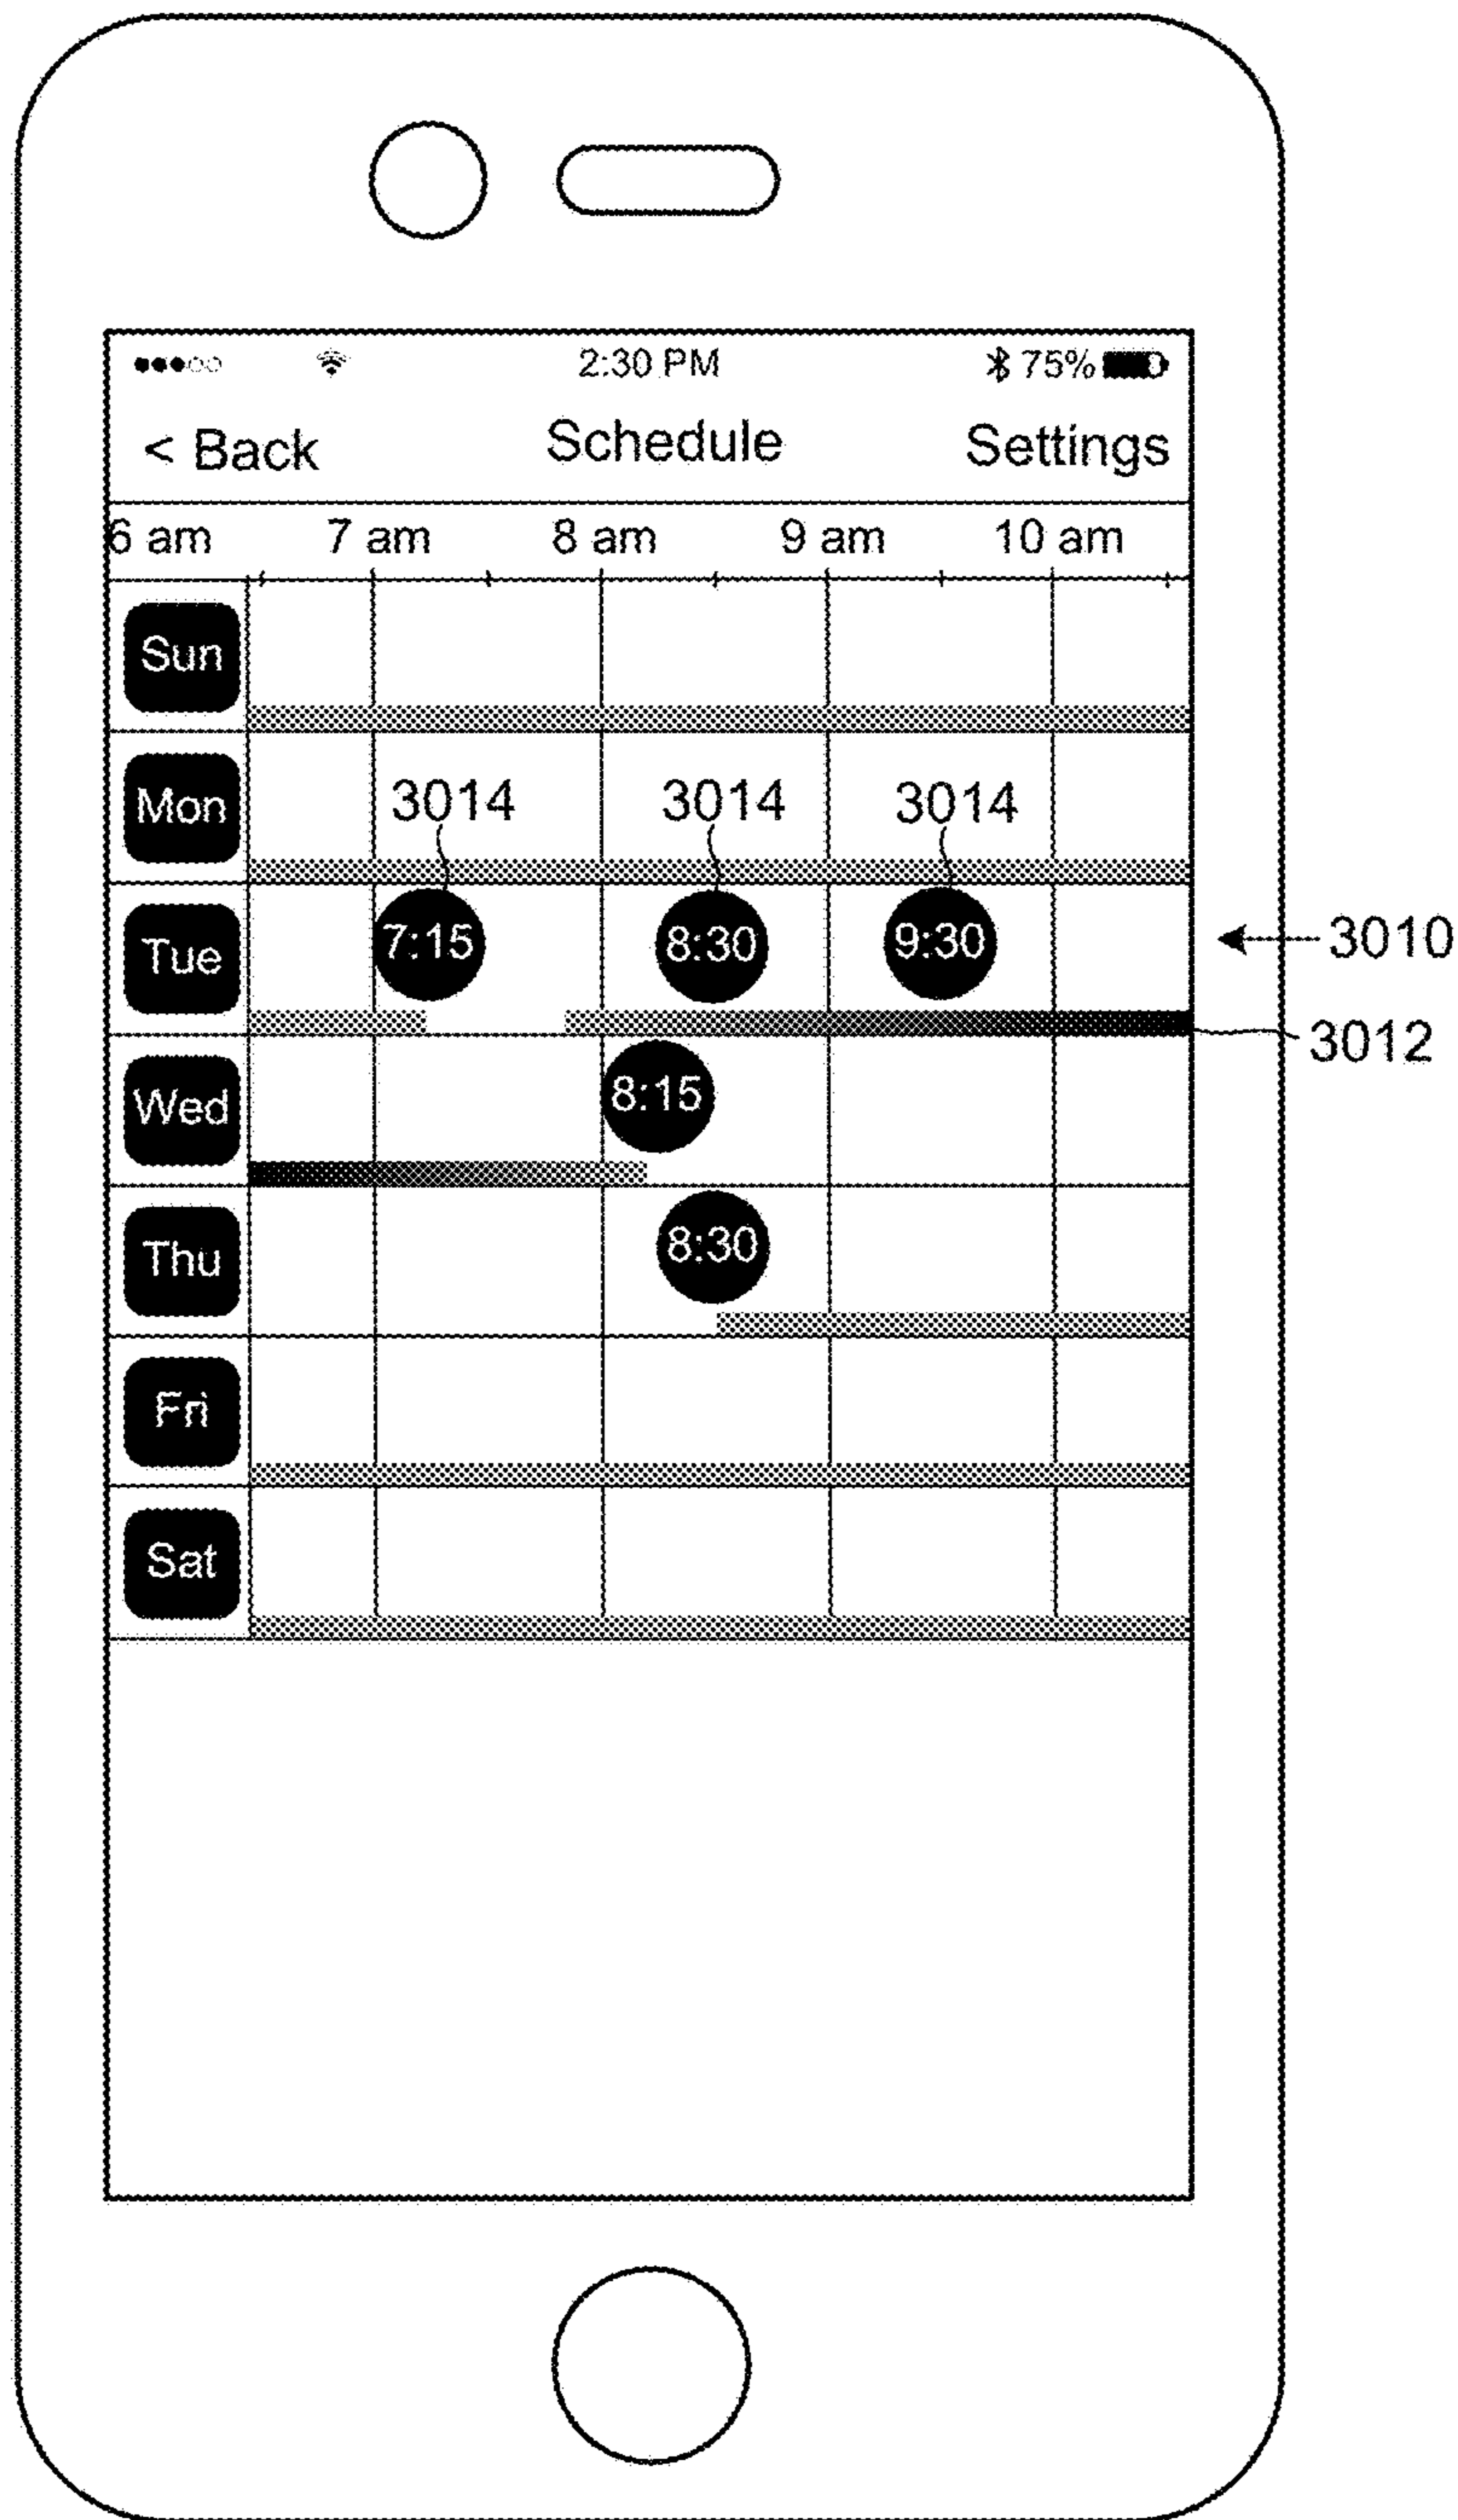 2:30 PM 75%
< Back Schedule Settings
6 am 7 am 8 am 9 am 10 am
Sun
Mon 3014 3014 3014
Tue 7:15 8:30 9:30 3010
3012
Wed 8:15
Thu 8:30
Fri
Sat